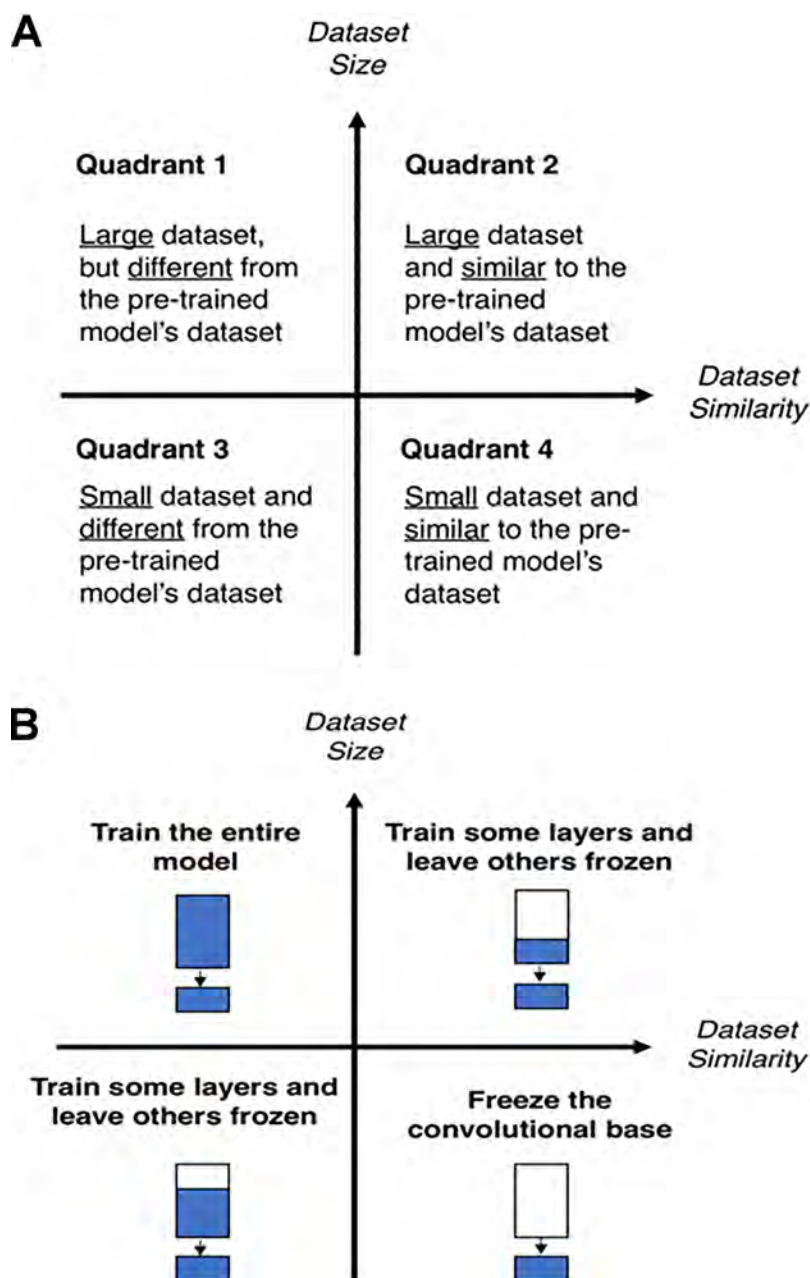 A
Dataset
Size
Quadrant 1
Quadrant 2
Large dataset,
but different from
the pre-trained
model's dataset
Large dataset
and similar to the
pre-trained
model's dataset
Dataset
Similarity
Quadrant 3
Quadrant 4
Small dataset and
different from the
pre-trained
model's dataset
Small dataset and
similar to the pre-
trained model's
dataset
B
Dataset
Size
Train the entire
model
Train some layers and
leave others frozen
Dataset
Similarity
Train some layers and
leave others frozen
Freeze the
convolutional base